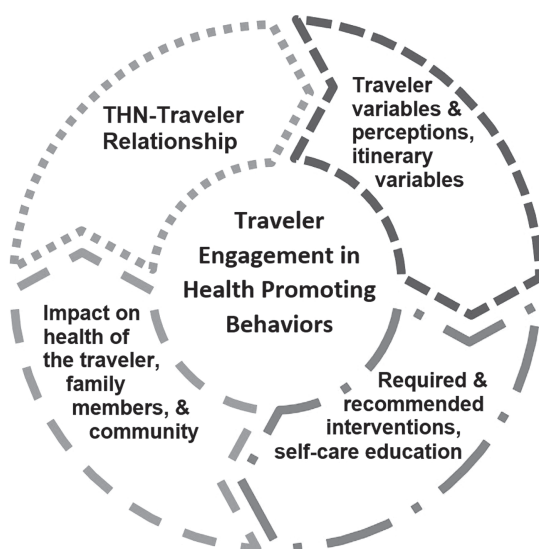 THN-Traveler
Relationship
Traveler
variables &
perceptions,
itinerary
variables
Traveler
Engagement in
Health Promoting
Behaviors
Required &
recommended
interventions,
self-care education
Impact on
health of
the traveler,
family
members, &
community